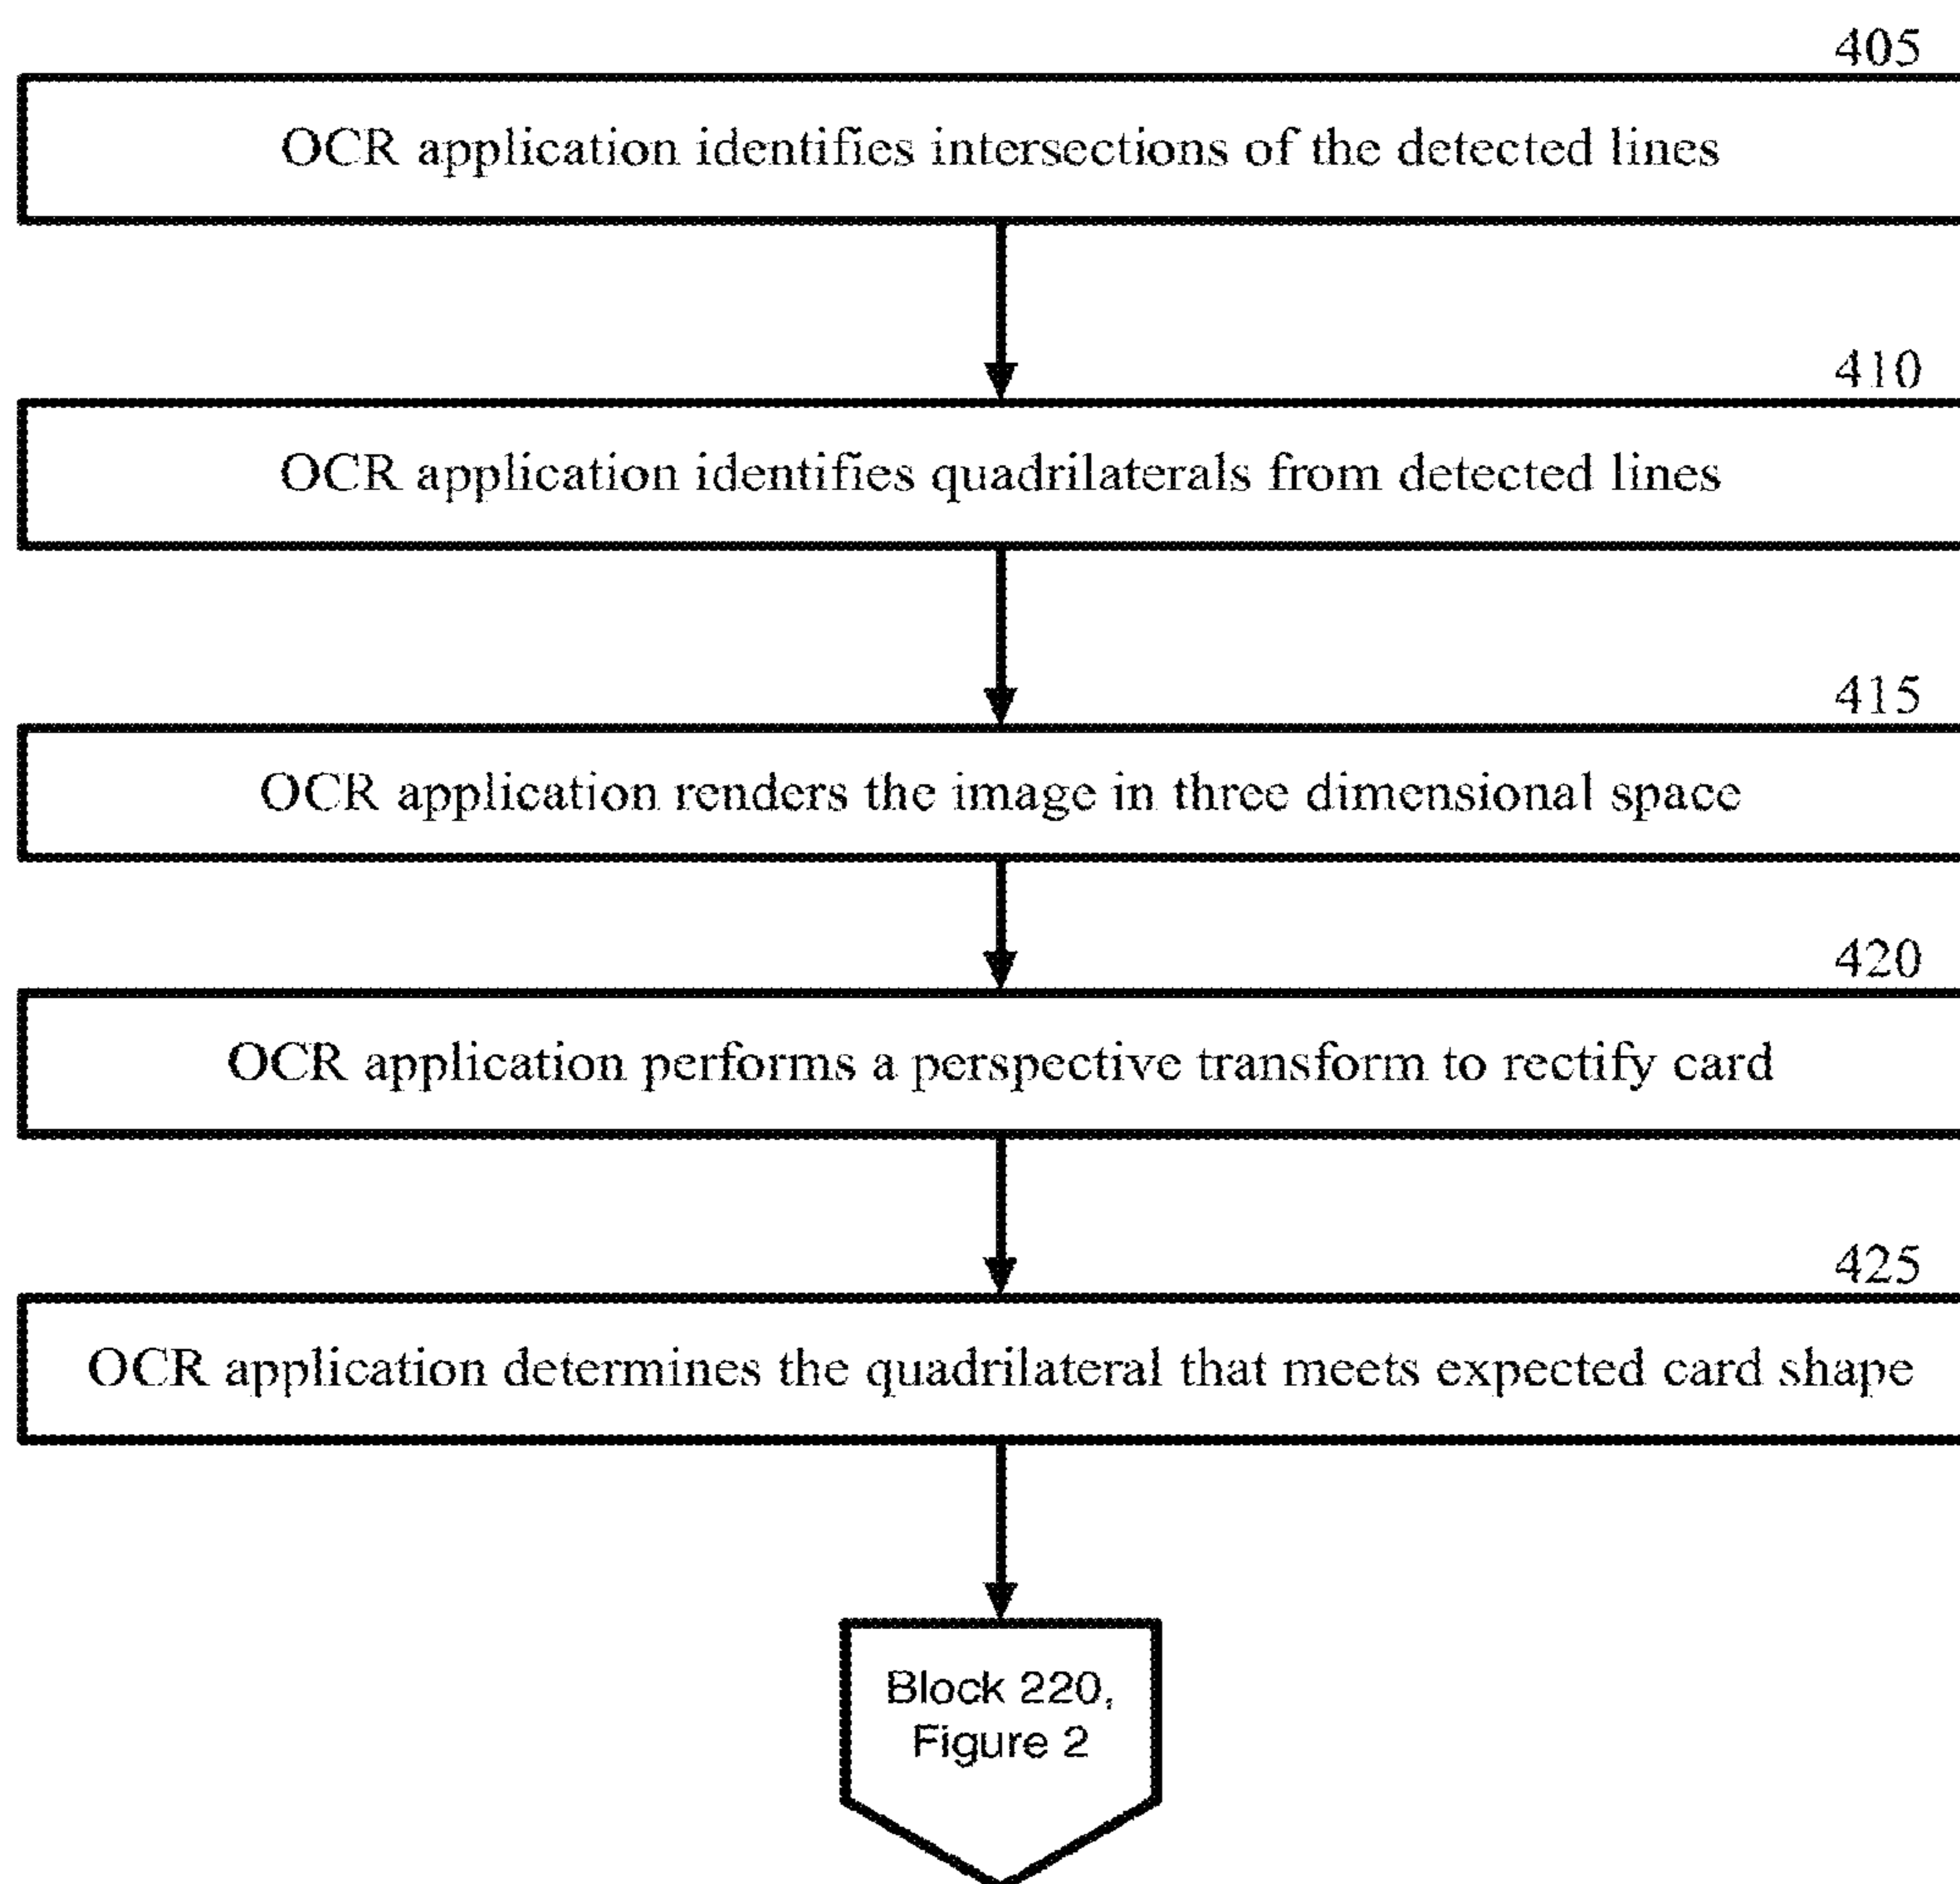 405
OCR application identifies intersections of the detected lines
410
OCR application identifies quadrilaterals from detected lines
415
OCR application renders the image in three dimensional space
420
OCR application performs a perspective transform to rectify card
425
OCR application determines the quadrilateral that meets expected card shape
Block 220,
Figure 2